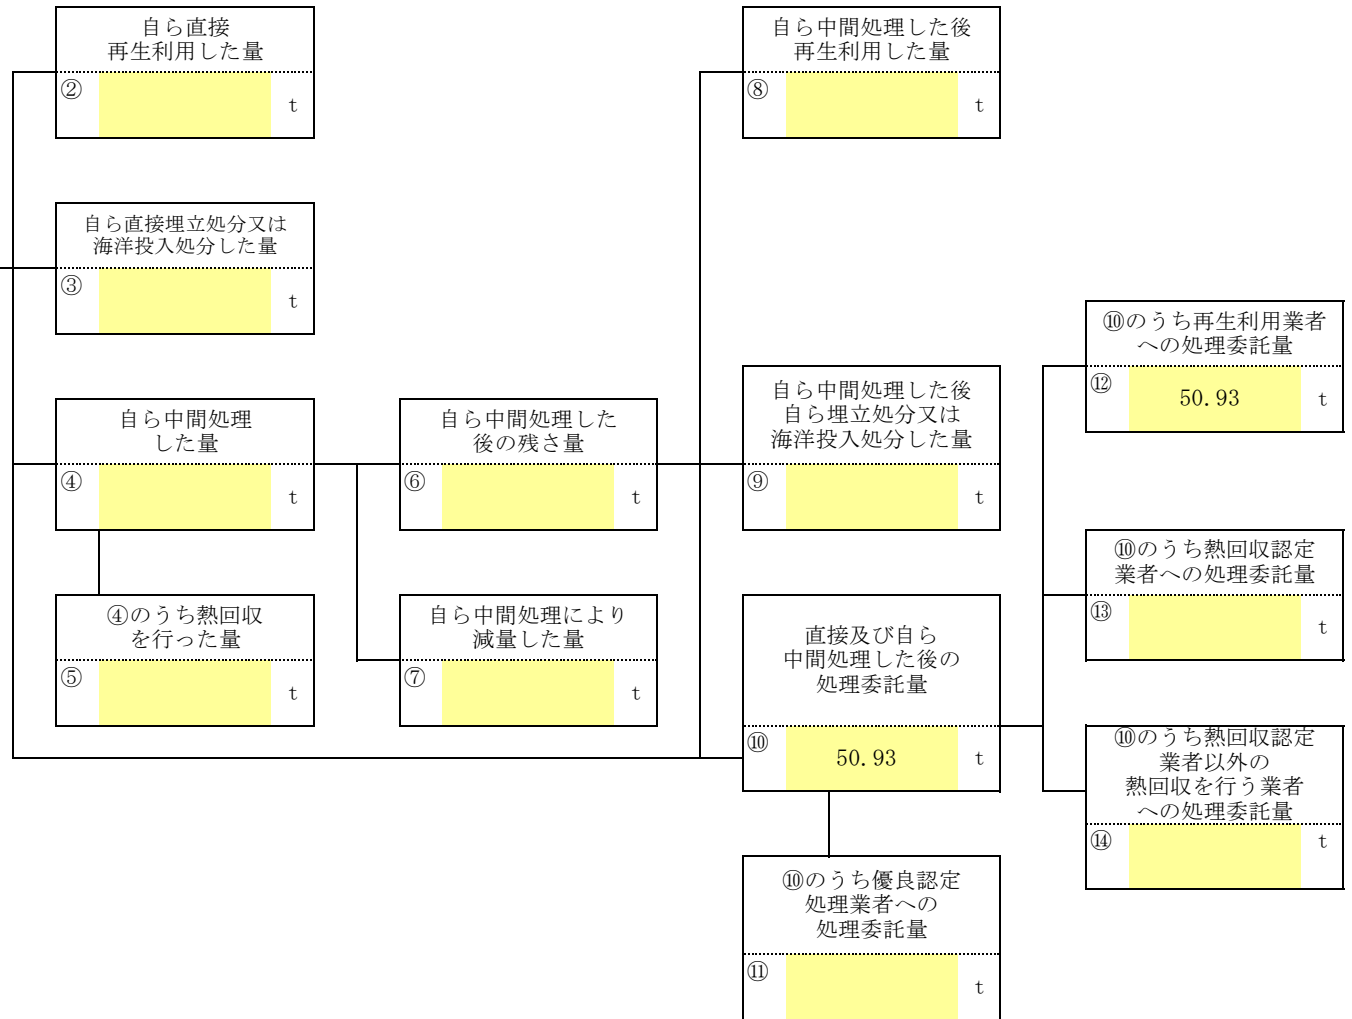 自ら直接
再生利用した量
②
t
自ら直接埋立処分又は
海洋投入処分した量
③
t
自ら中間処理
した量
④
t
④のうち熱回収
を行った量
⑤
t
自ら中間処理した
後の残さ量
⑥
t
自ら中間処理により
減量した量
⑦
t
自ら中間処理した後
再生利用した量
⑧
t
自ら中間処理した後
自ら埋立処分又は
海洋投入処分した量
⑨
t
直接及び自ら
中間処理した後の
処理委託量
⑩
50.93
t
⑩のうち優良認定
処理業者への
処理委託量
⑪
t
⑩のうち再生利用業者
への処理委託量
⑫
50.93
t
⑩のうち熱回収認定
業者への処理委託量
⑬
t
⑩のうち熱回収認定
業者以外の
熱回収を行う業者
への処理委託量
⑭
t